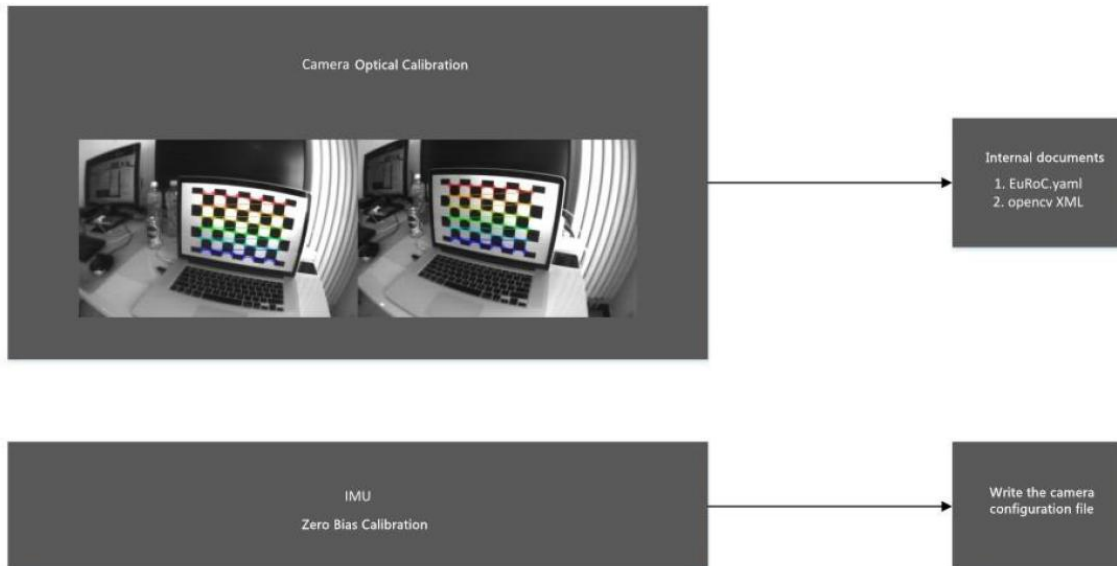 Camera Optical Calibration
Internal documents
1. EuRoC.yaml
2. opencv XML
IMU
Zero Bias Calibration
Write the camera
configuration file